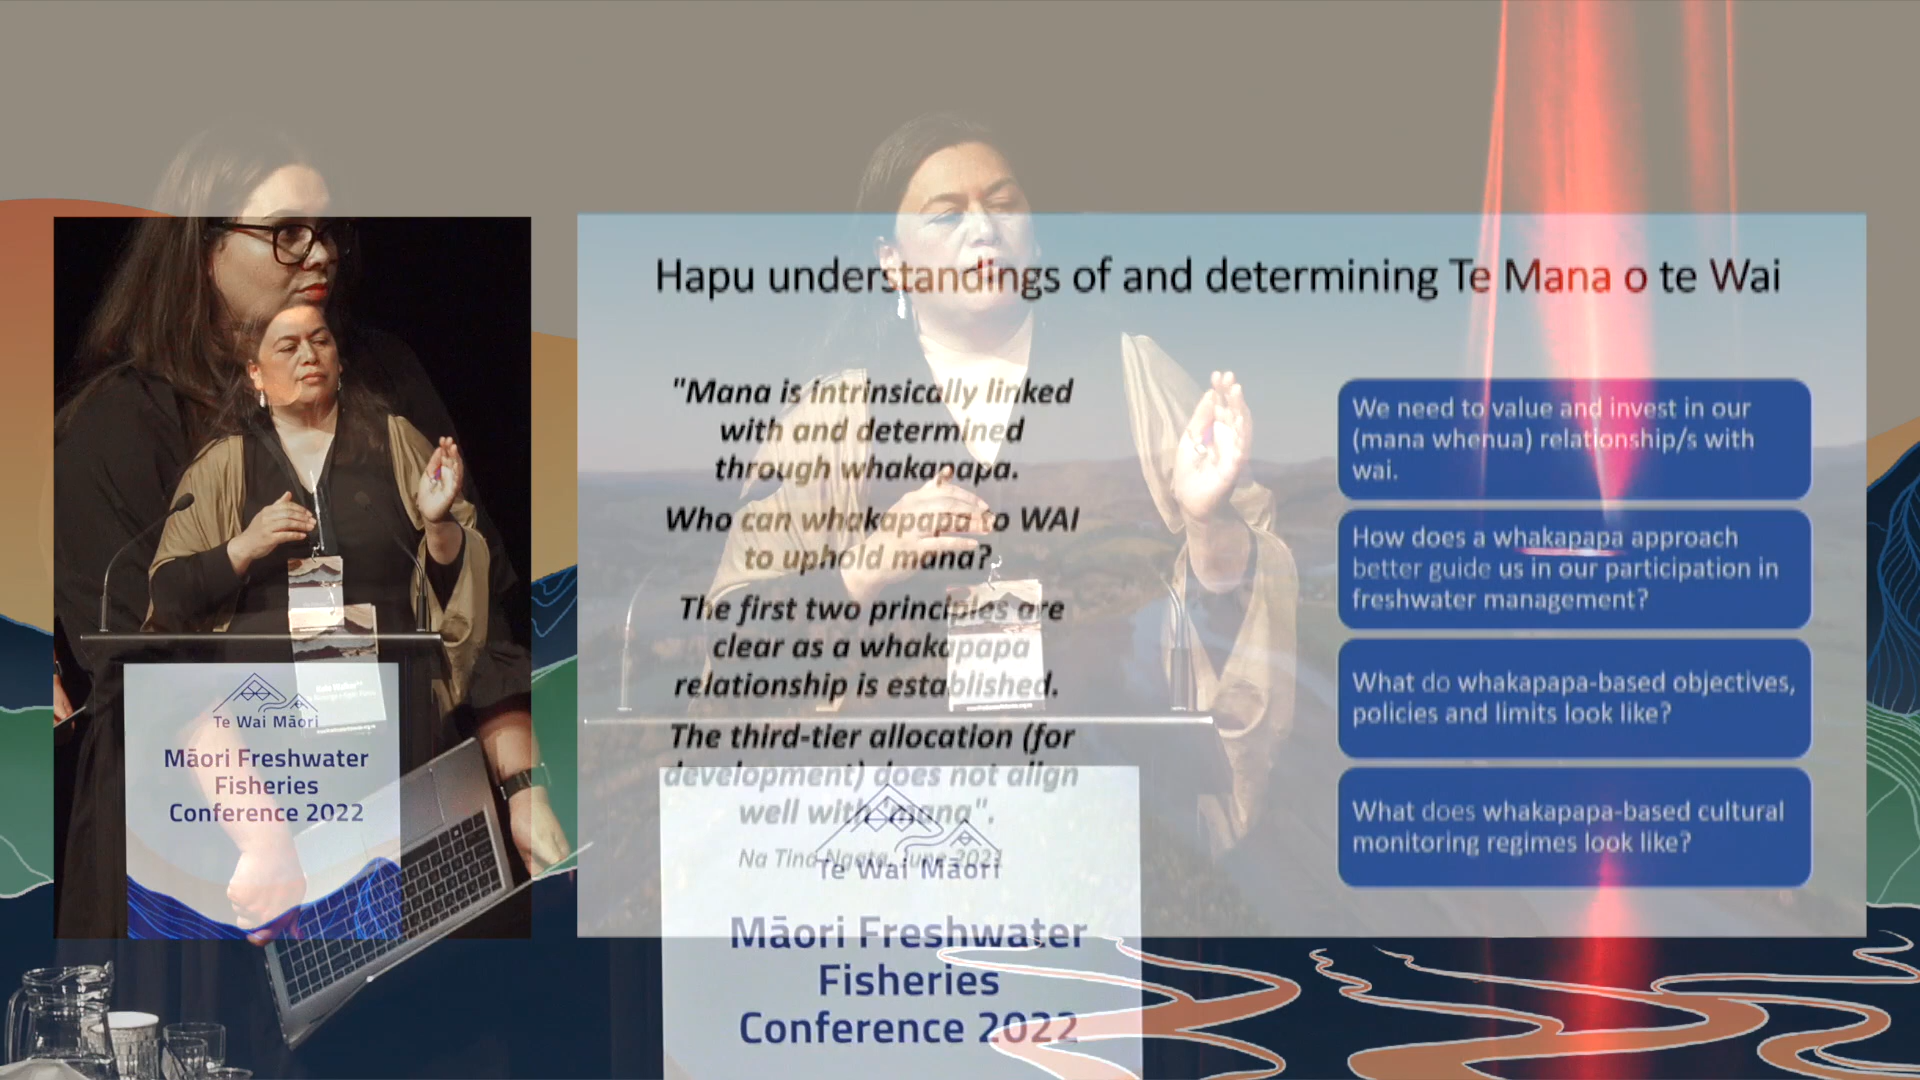 Hapu understandings of and determining Te Mana o te Wai
"Mana is intrinsically linked
with and determined
through whakapapa.
Who can whakapapa to WAI
to uphold mana?
The first two principles are
clear as a whakapapa
relationship is established.
The third-tier allocation (for
development) does not align
well with 'mana".
Na Tina Ngata, June 2021
We need to value and invest in our
(mana whenua) relationship/s with
wai.
How does a whakapapa approach
better guide us in our participation in
freshwater management?
What do whakapapa-based objectives,
policies and limits look like?
What does whakapapa-based cultural
monitoring regimes look like?
Te Wai Māori
Māori Freshwater
Fisheries
Conference 2022
Te Wai Māori
Māori Freshwater
Fisheries
Conference 2022